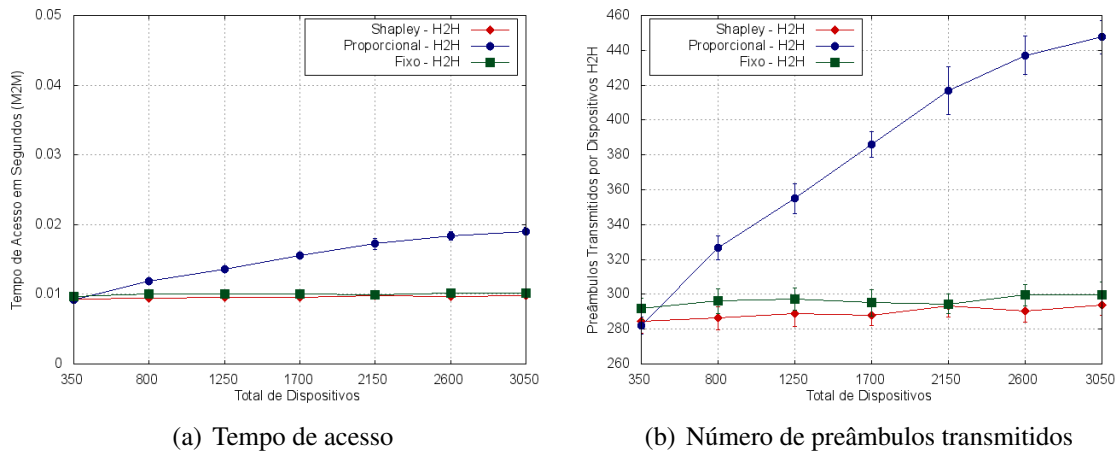 0.05
0.04
0.03
0.02
0.01
0
Tempo de Acesso em Segundos (M2M)
Shapley - H2H
Proporcional - H2H
Fixo - H2H
350 800 1250 1700 2150 2600 3050
Total de Dispositivos
(a) Tempo de acesso
460
440
420
400
380
360
340
320
300
280
260
Preâmbulos Transmitidos por Dispositivos H2H
Shapley - H2H
Proporcional - H2H
Fixo - H2H
350 800 1250 1700 2150 2600 3050
Total de Dispositivos
(b) Número de preâmbulos transmitidos